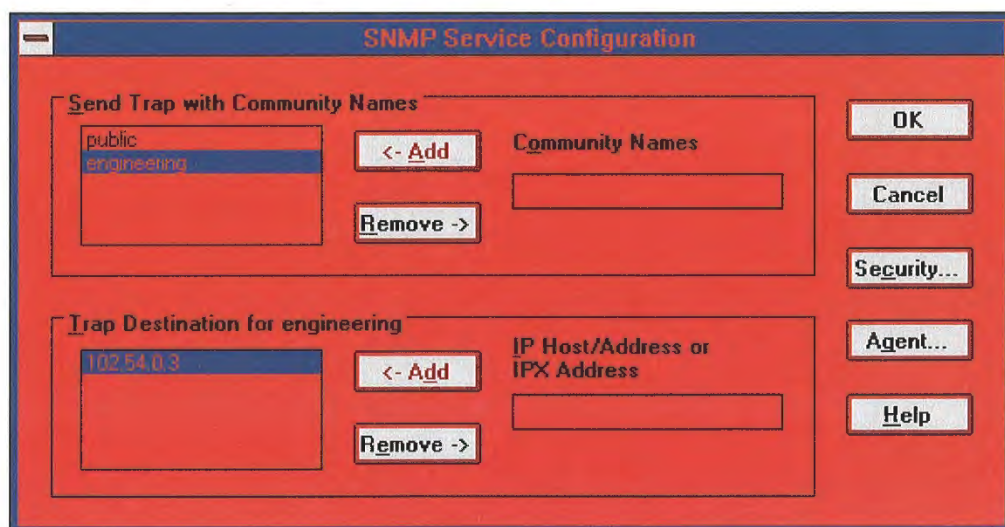 SNMP Service Configuration
Send Trap with Community Names
public
engineering
<- Add
Remove ->
Community Names
OK
Cancel
Security...
Agent...
Help
Trap Destination for engineering
102.54.0.3
<- Add
Remove ->
IP Host/Address or
IPX Address